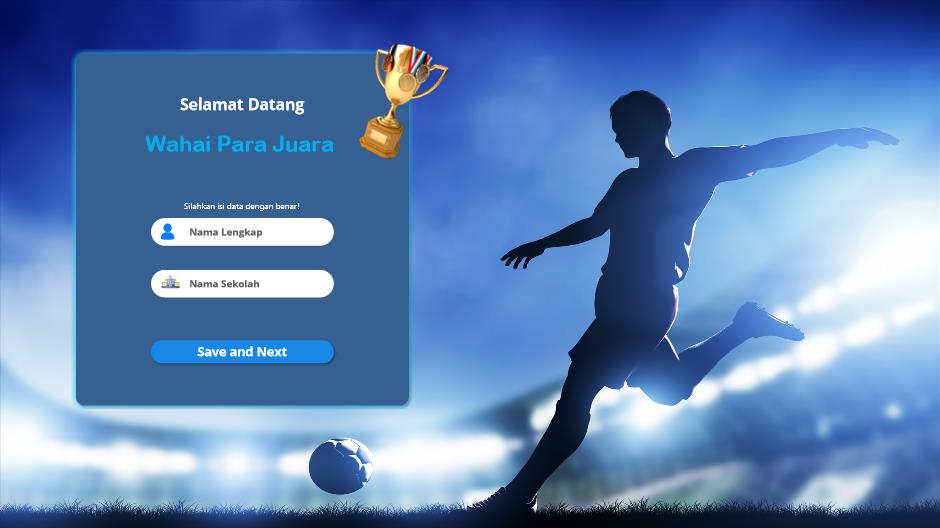 Selamat Datang
Wahai Para Juara
Silahkan isi data dengan benar!
Nama Lengkap
Nama Sekolah
Save and Next